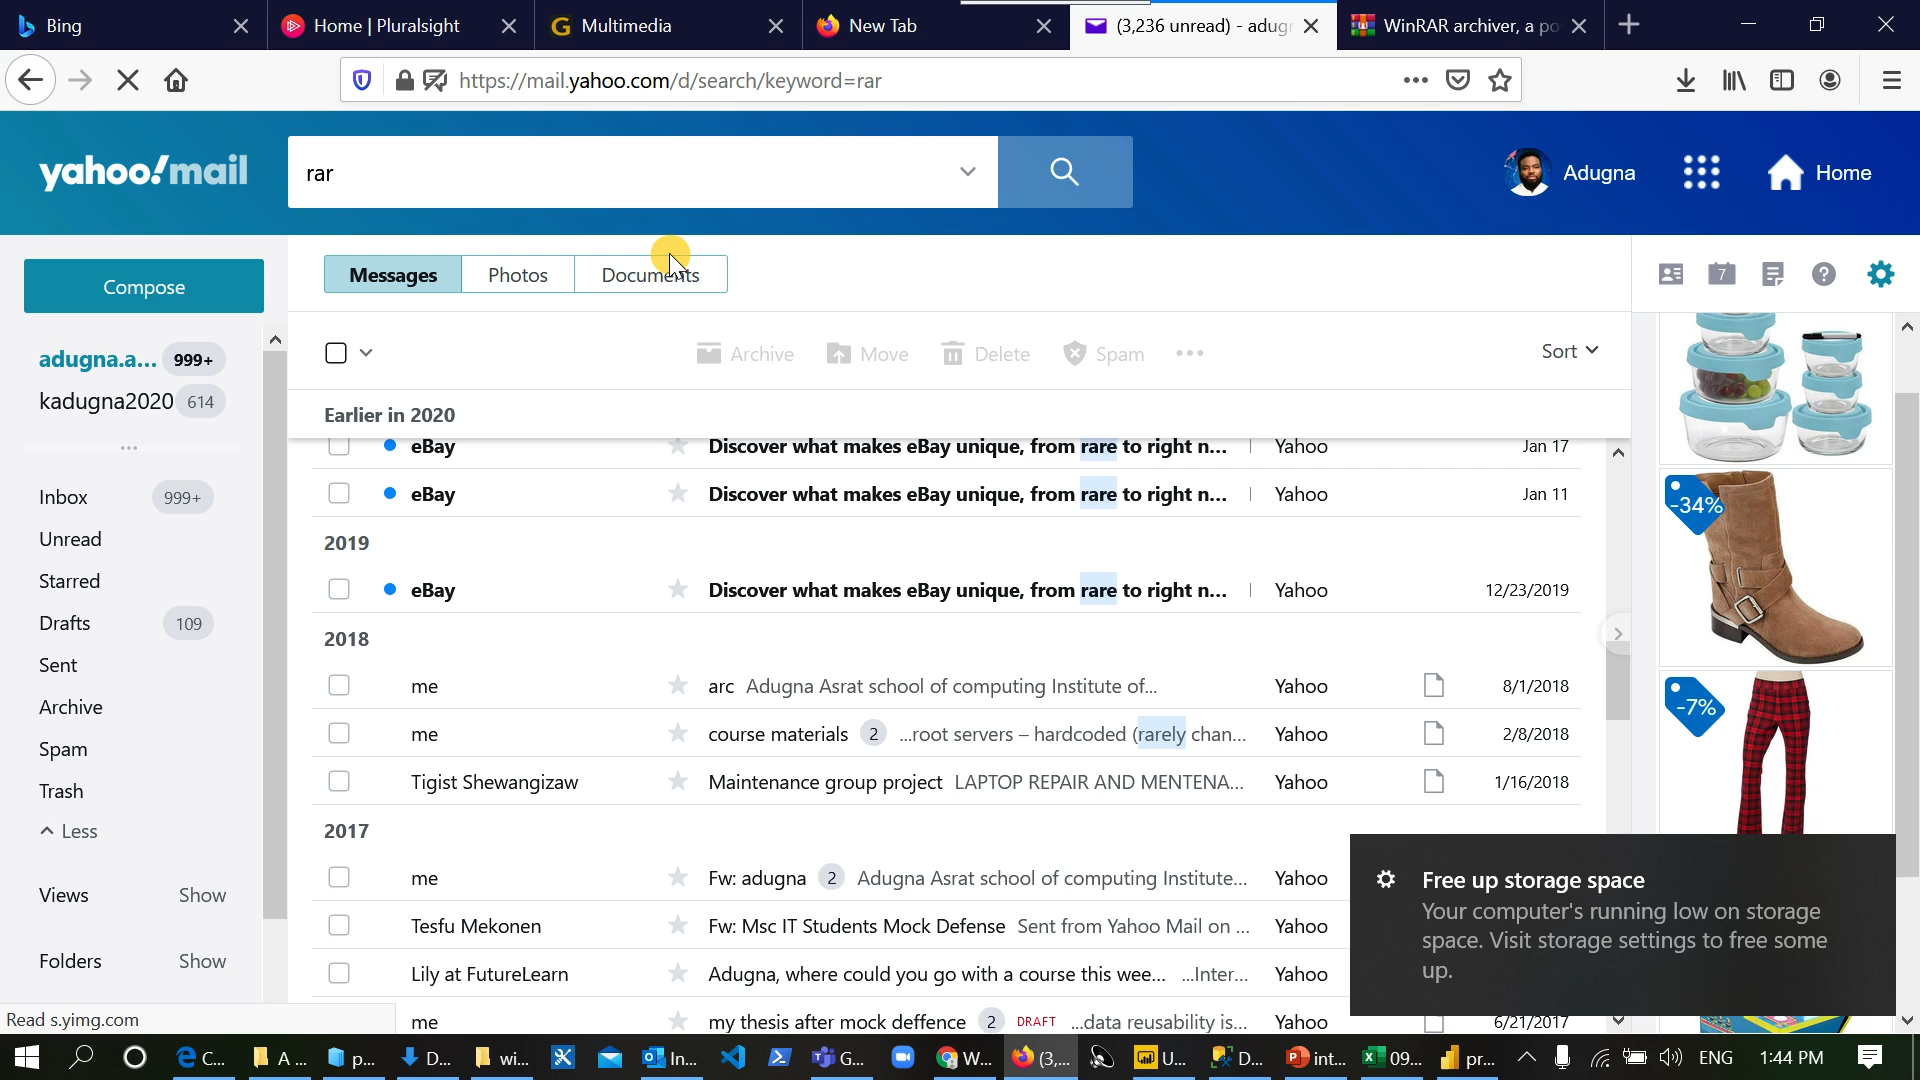 Bing
Home | Pluralsight
Multimedia
New Tab
(3,236 unread) - adugn
WinRAR archiver, a po
https://mail.yahoo.com/d/search/keyword=rar
yahoo!mail
rar
Adugna
Home
Compose
Messages
Photos
Documents
7
adugna.a... 999+
kadugna2020 614
Archive
Move
Delete
Spam
Sort
Earlier in 2020
eBay Discover what makes eBay unique, from rare to right n... Yahoo Jan 17
eBay Discover what makes eBay unique, from rare to right n... Yahoo Jan 11
2019
eBay Discover what makes eBay unique, from rare to right n... Yahoo 12/23/2019
2018
me arc Adugna Asrat school of computing Institute of... Yahoo 8/1/2018
me course materials 2 ...root servers – hardcoded (rarely chan... Yahoo 2/8/2018
Tigist Shewangizaw Maintenance group project LAPTOP REPAIR AND MENTENA... Yahoo 1/16/2018
2017
me Fw: adugna 2 Adugna Asrat school of computing Institute... Yahoo
Tesfu Mekonen Fw: Msc IT Students Mock Defense Sent from Yahoo Mail on ... Yahoo
Lily at FutureLearn Adugna, where could you go with a course this wee... ...Inter... Yahoo
me my thesis after mock deffence 2 DRAFT ...data reusability is... Yahoo 6/21/2017
Inbox 999+
Unread
Starred
Drafts 109
Sent
Archive
Spam
Trash
Less
Views Show
Folders Show
-34%
-7%
Free up storage space
Your computer's running low on storage
space. Visit storage settings to free some
up.
Read s.yimg.com
C... A ... p... D... wi... In... G... W... (3,... U... D... int... 09... pr... ENG 1:44 PM